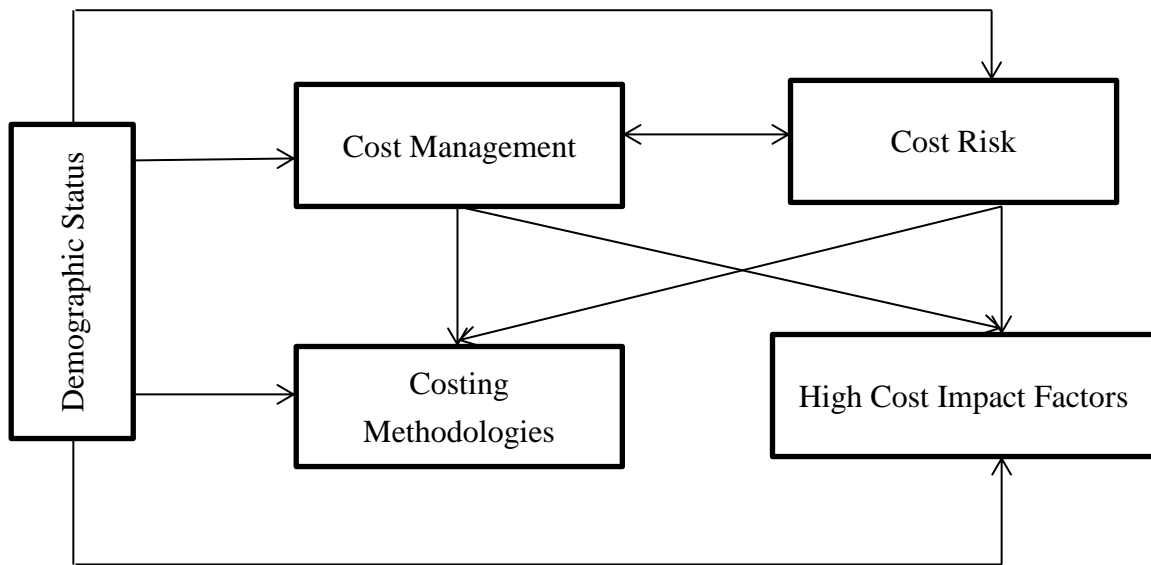 Demographic Status
Cost Management
Cost Risk
Costing
Methodologies
High Cost Impact Factors